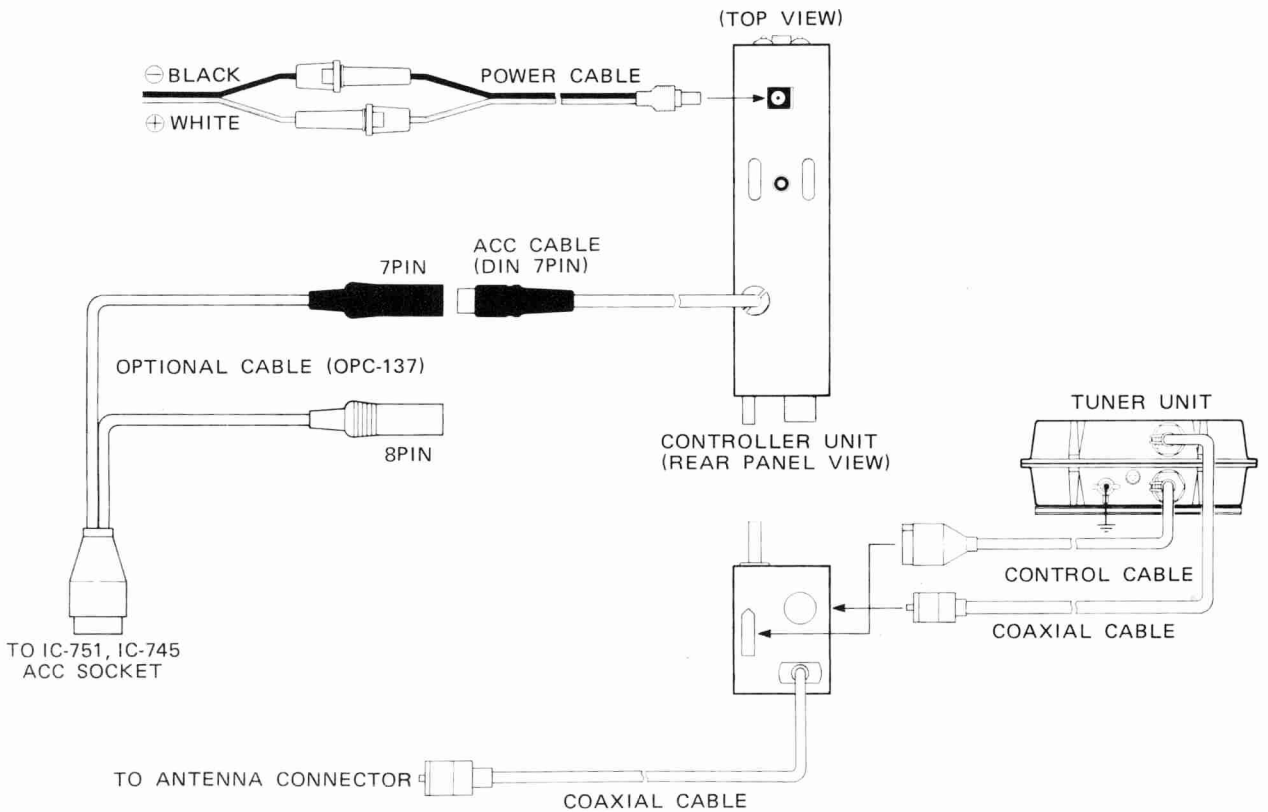 (TOP VIEW)
⊖ BLACK
POWER CABLE
⊕ WHITE
ACC CABLE
(DIN 7PIN)
7PIN
OPTIONAL CABLE (OPC-137)
8PIN
CONTROLLER UNIT
(REAR PANEL VIEW)
TUNER UNIT
CONTROL CABLE
COAXIAL CABLE
TO IC-751, IC-745
ACC SOCKET
TO ANTENNA CONNECTOR
COAXIAL CABLE